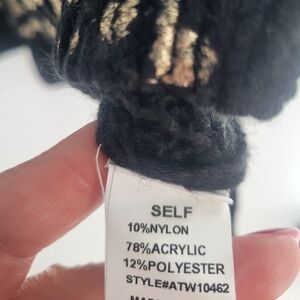 SELF
10%NYLON
78%ACRYLIC
12%POLYESTER
STYLE#ATW10462